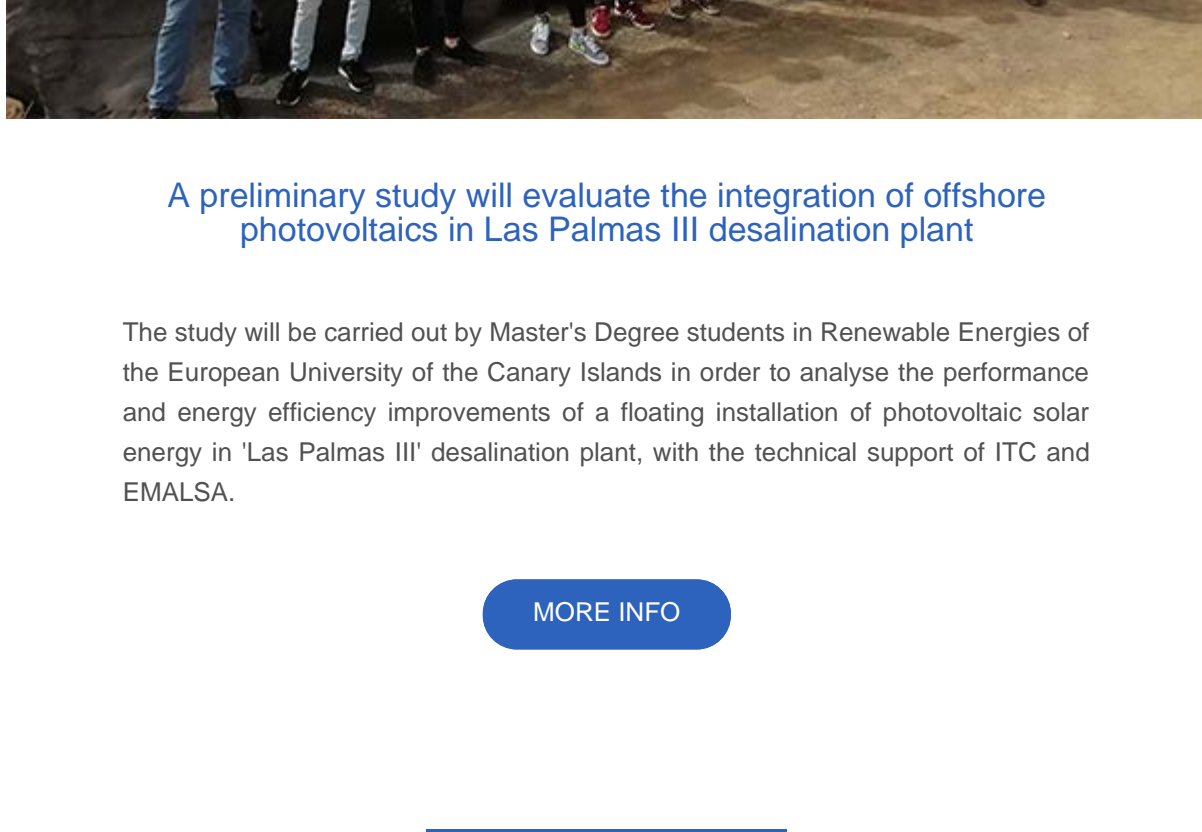 A preliminary study will evaluate the integration of offshore
photovoltaics in Las Palmas III desalination plant
The study will be carried out by Master's Degree students in Renewable Energies of
the European University of the Canary Islands in order to analyse the performance
and energy efficiency improvements of a floating installation of photovoltaic solar
energy in 'Las Palmas III' desalination plant, with the technical support of ITC and
EMALSA.
MORE INFO